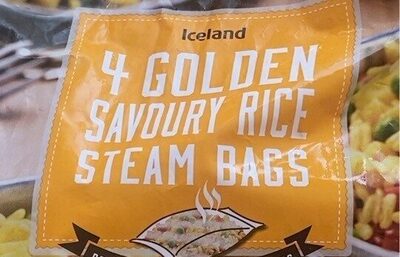 Iceland
4 GOLDEN
SAVOURY RICE
STEAM BAGS